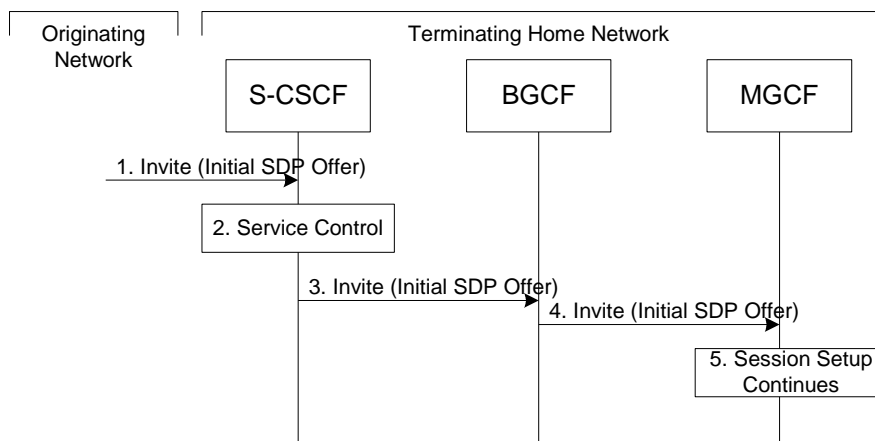 Originating
Network
Terminating Home Network
S-CSCF
BGCF
MGCF
1. Invite (Initial SDP Offer)
2. Service Control
3. Invite (Initial SDP Offer)
4. Invite (Initial SDP Offer)
5. Session Setup
Continues